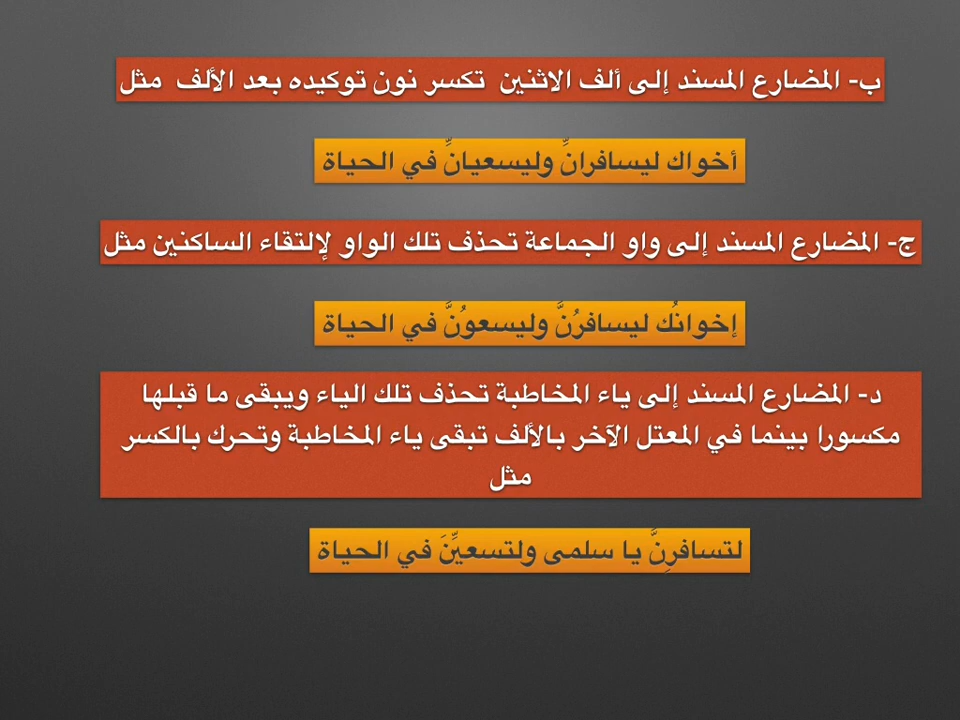 ب- المضارع المسند إلى ألف الاثنين تكسر نون توكيده بعد الألف مثل
أخواك ليسافرانِّ وليسعيانِّ في الحياة
ج- المضارع المسند إلى واو الجماعة تحذف تلك الواو لإلتقاء الساكنين مثل
إخوانُك ليسافرُنَّ وليسعوُنَّ في الحياة
د- المضارع المسند إلى ياء المخاطبة تحذف تلك الياء ويبقى ما قبلها
مكسورا بينما في المعتل الآخر بالألف تبقى ياء المخاطبة وتحرك بالكسر
مثل
لتسافرِنَّ يا سلمى ولتسعيِّنَ في الحياة